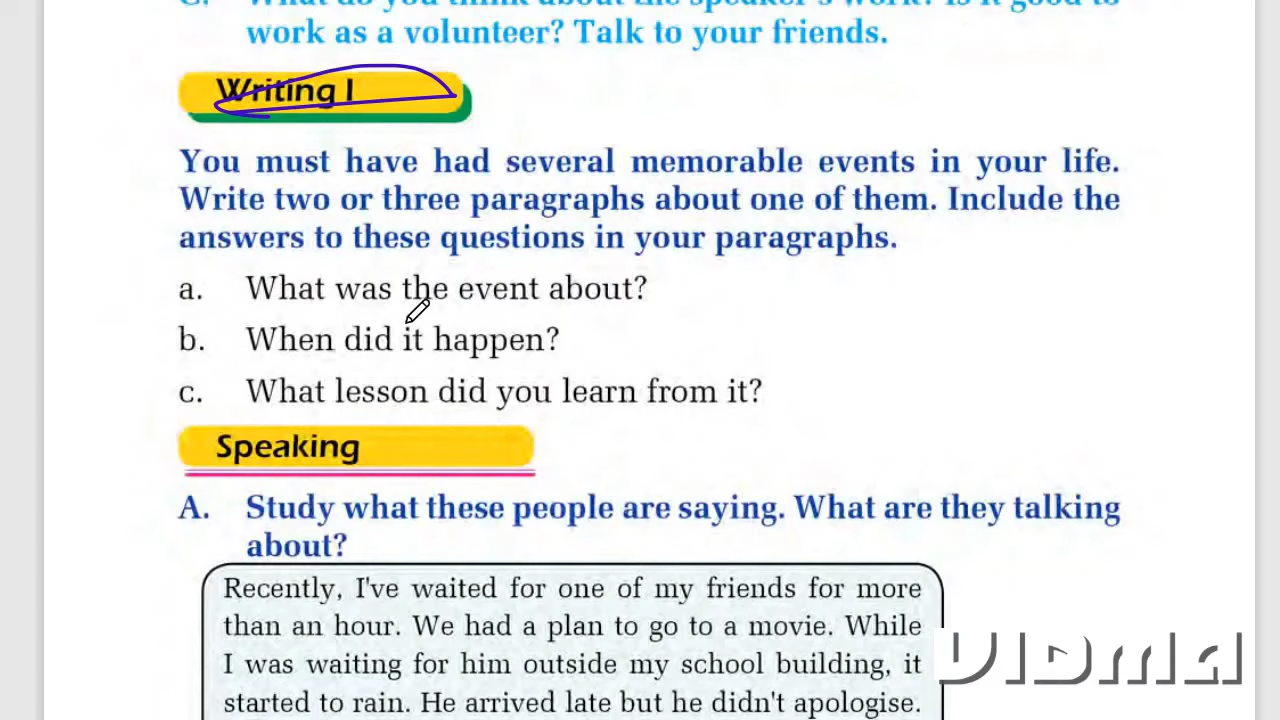 work as a volunteer? Talk to your friends.
Writing I
You must have had several memorable events in your life.
Write two or three paragraphs about one of them. Include the
answers to these questions in your paragraphs.
a. What was the event about?
b. When did it happen?
c. What lesson did you learn from it?
Speaking
A. Study what these people are saying. What are they talking
about?
Recently, I've waited for one of my friends for more
than an hour. We had a plan to go to a movie. While
I was waiting for him outside my school building, it
started to rain. He arrived late but he didn't apologise.
VIDMA